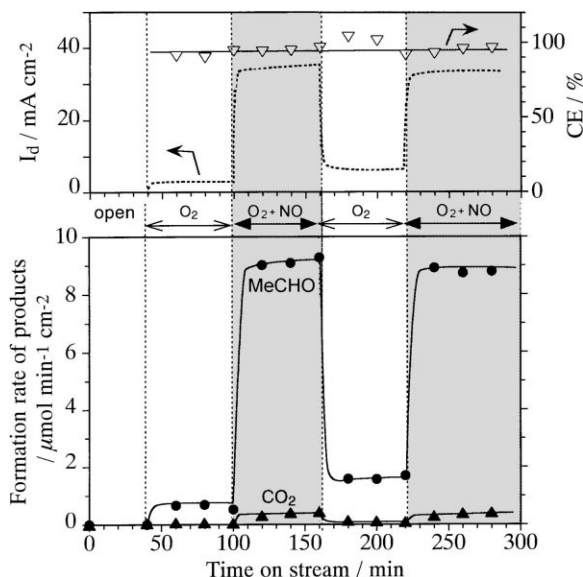 I_d / mA cm-2
40
20
0
100
50
0
CE / %
open
O2
O2 + NO
O2
O2 + NO
Formation rate of products
/ μmol min-1 cm-2
10
8
6
4
2
0
MeCHO
CO2
0
50
100
150
200
250
300
Time on stream / min